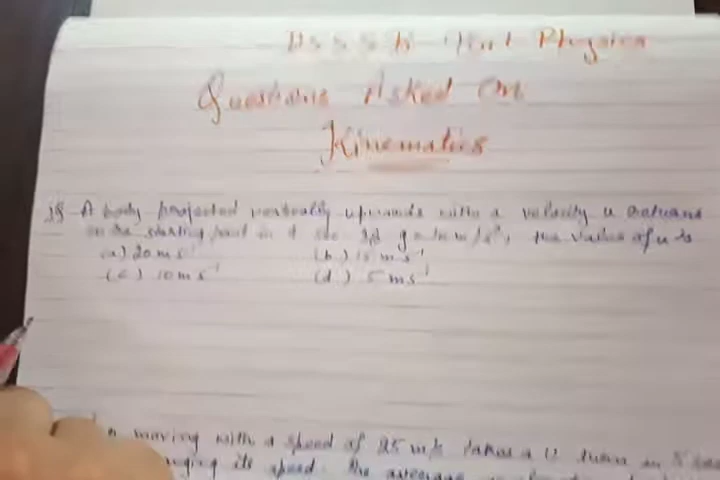 Physics
Questions Asked On
Kinematics
A body projected vertically upwards with a velocity u returns
to the starting point in 4 sec. If g = 10 m/s², the value of u is
(a) 20 ms⁻¹ (b) 15 ms⁻¹
(c) 10 ms⁻¹ (d) 5 ms⁻¹
moving with a speed of 25 m/s takes a U turn in 5
its speed. The average